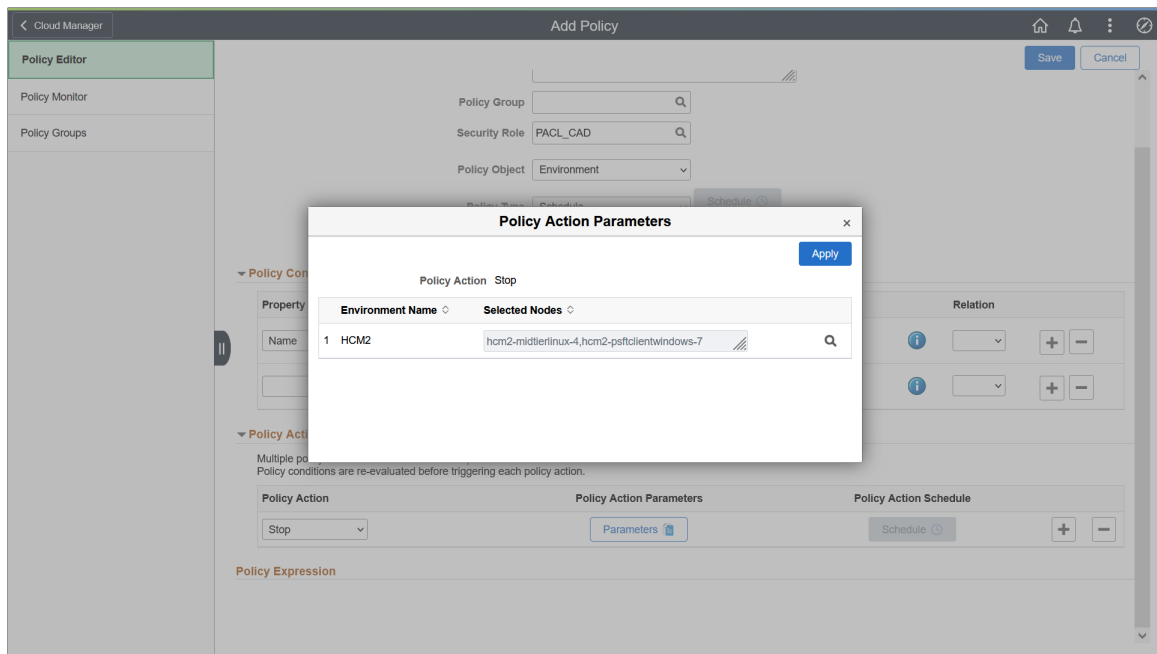 Cloud Manager
Add Policy
Policy Editor
Save
Cancel
Policy Monitor
Policy Group
Policy Groups
Security Role PACL_CAD
Policy Object Environment
Policy Type Schedule
Schedule
Policy Action Parameters
×
Apply
Policy Con
Policy Action Stop
Property
Environment Name
Selected Nodes
Relation
Name
1 HCM2
hcm2-midtierlinux-4,hcm2-psftclientwindows-7
Policy Acti
Multiple po
Policy conditions are re-evaluated before triggering each policy action.
Policy Action
Policy Action Parameters
Policy Action Schedule
Stop
Parameters
Schedule
Policy Expression